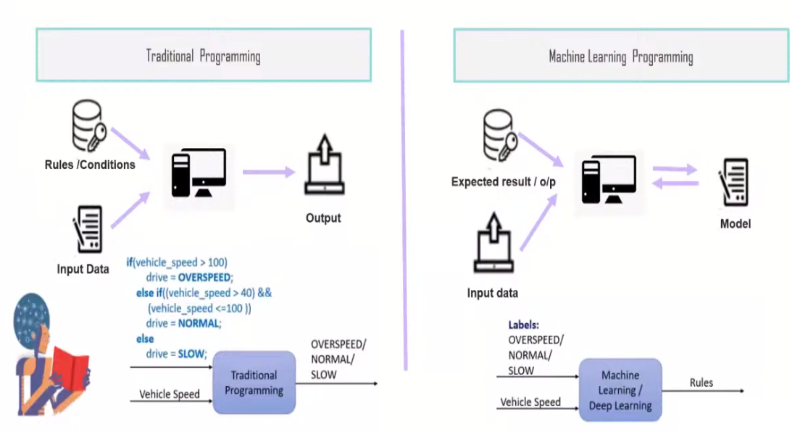 Traditional Programming
Rules /Conditions
Output
Input Data
if(vehicle_speed > 100)
drive = OVERSPEED;
else if((vehicle_speed > 40) &&
(vehicle_speed <=100 ))
drive = NORMAL;
else
drive = SLOW;
Vehicle Speed
Traditional
Programming
OVERSPEED/
NORMAL/
SLOW
Machine Learning Programming
Expected result / o/p
Model
Input data
Labels:
OVERSPEED/
NORMAL/
SLOW
Vehicle Speed
Machine
Learning /
Deep Learning
Rules